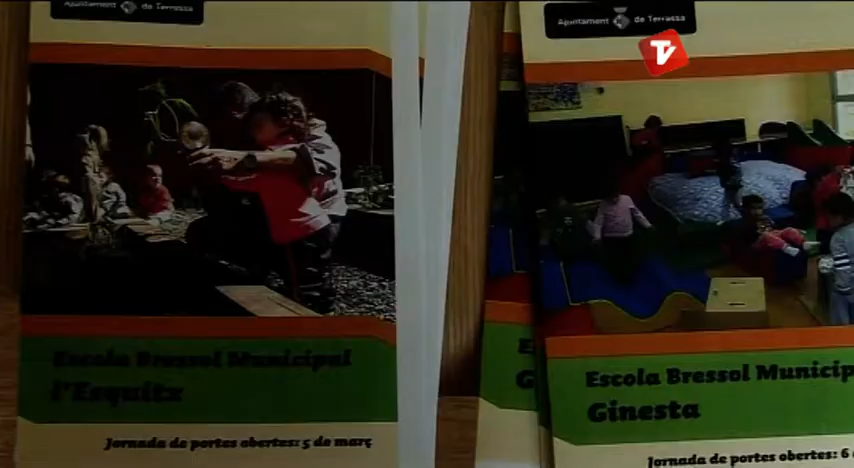 Ajuntament de Terrassa
Escola Bressol Municipal
l'Esquitx
Jornada de portes obertes: 5 de març
Ajuntament de Terrassa
TV
E
G
Escola Bressol Municip
Ginesta
Jornada de portes obertes: 6